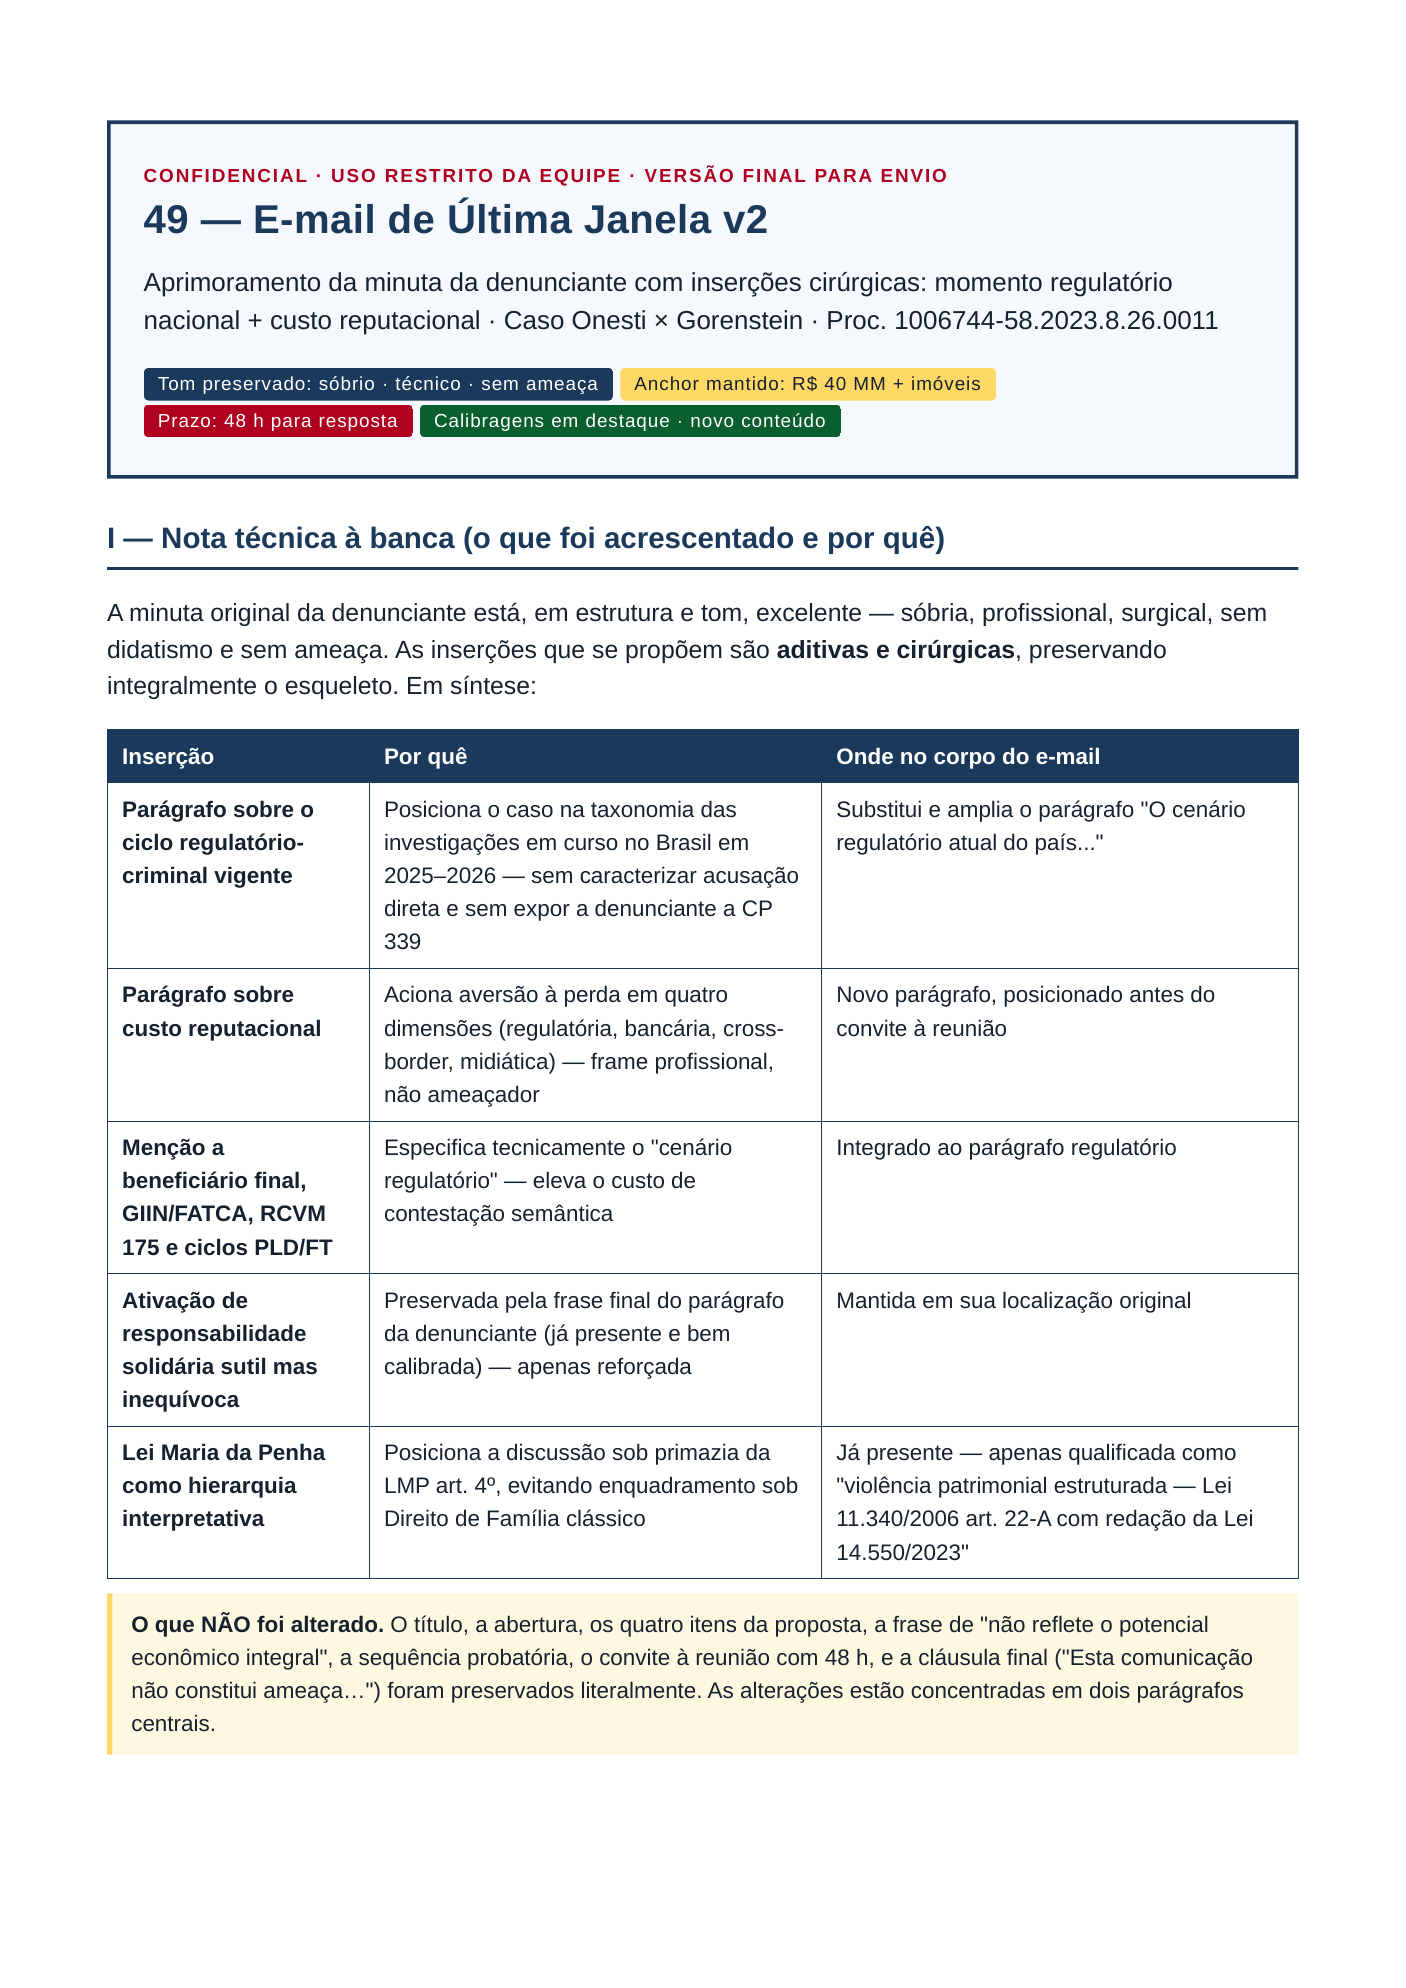 CONFIDENCIAL · USO RESTRITO DA EQUIPE · VERSÃO FINAL PARA ENVIO
49 — E-mail de Última Janela v2
Aprimoramento da minuta da denunciante com inserções cirúrgicas: momento regulatório
nacional + custo reputacional · Caso Onesti × Gorenstein · Proc. 1006744-58.2023.8.26.0011
Tom preservado: sóbrio · técnico · sem ameaça
Anchor mantido: R$ 40 MM + imóveis
Prazo: 48 h para resposta
Calibragens em destaque · novo conteúdo
I — Nota técnica à banca (o que foi acrescentado e por quê)
A minuta original da denunciante está, em estrutura e tom, excelente — sóbria, profissional, surgical, sem
didatismo e sem ameaça. As inserções que se propõem são aditivas e cirúrgicas, preservando
integralmente o esqueleto. Em síntese:
Inserção
Por quê
Onde no corpo do e-mail
Parágrafo sobre o
ciclo regulatório-
criminal vigente
Posiciona o caso na taxonomia das
investigações em curso no Brasil em
2025–2026 — sem caracterizar acusação
direta e sem expor a denunciante a CP
339
Substitui e amplia o parágrafo "O cenário
regulatório atual do país..."
Parágrafo sobre
custo reputacional
Aciona aversão à perda em quatro
dimensões (regulatória, bancária, cross-
border, midiática) — frame profissional,
não ameaçador
Novo parágrafo, posicionado antes do
convite à reunião
Menção a
beneficiário final,
GIIN/FATCA, RCVM
175 e ciclos PLD/FT
Especifica tecnicamente o "cenário
regulatório" — eleva o custo de
contestação semântica
Integrado ao parágrafo regulatório
Ativação de
responsabilidade
solidária sutil mas
inequívoca
Preservada pela frase final do parágrafo
da denunciante (já presente e bem
calibrada) — apenas reforçada
Mantida em sua localização original
Lei Maria da Penha
como hierarquia
interpretativa
Posiciona a discussão sob primazia da
LMP art. 4º, evitando enquadramento sob
Direito de Família clássico
Já presente — apenas qualificada como
"violência patrimonial estruturada — Lei
11.340/2006 art. 22-A com redação da Lei
14.550/2023"
O que NÃO foi alterado. O título, a abertura, os quatro itens da proposta, a frase de "não reflete o potencial
econômico integral", a sequência probatória, o convite à reunião com 48 h, e a cláusula final ("Esta comunicação
não constitui ameaça…") foram preservados literalmente. As alterações estão concentradas em dois parágrafos
centrais.